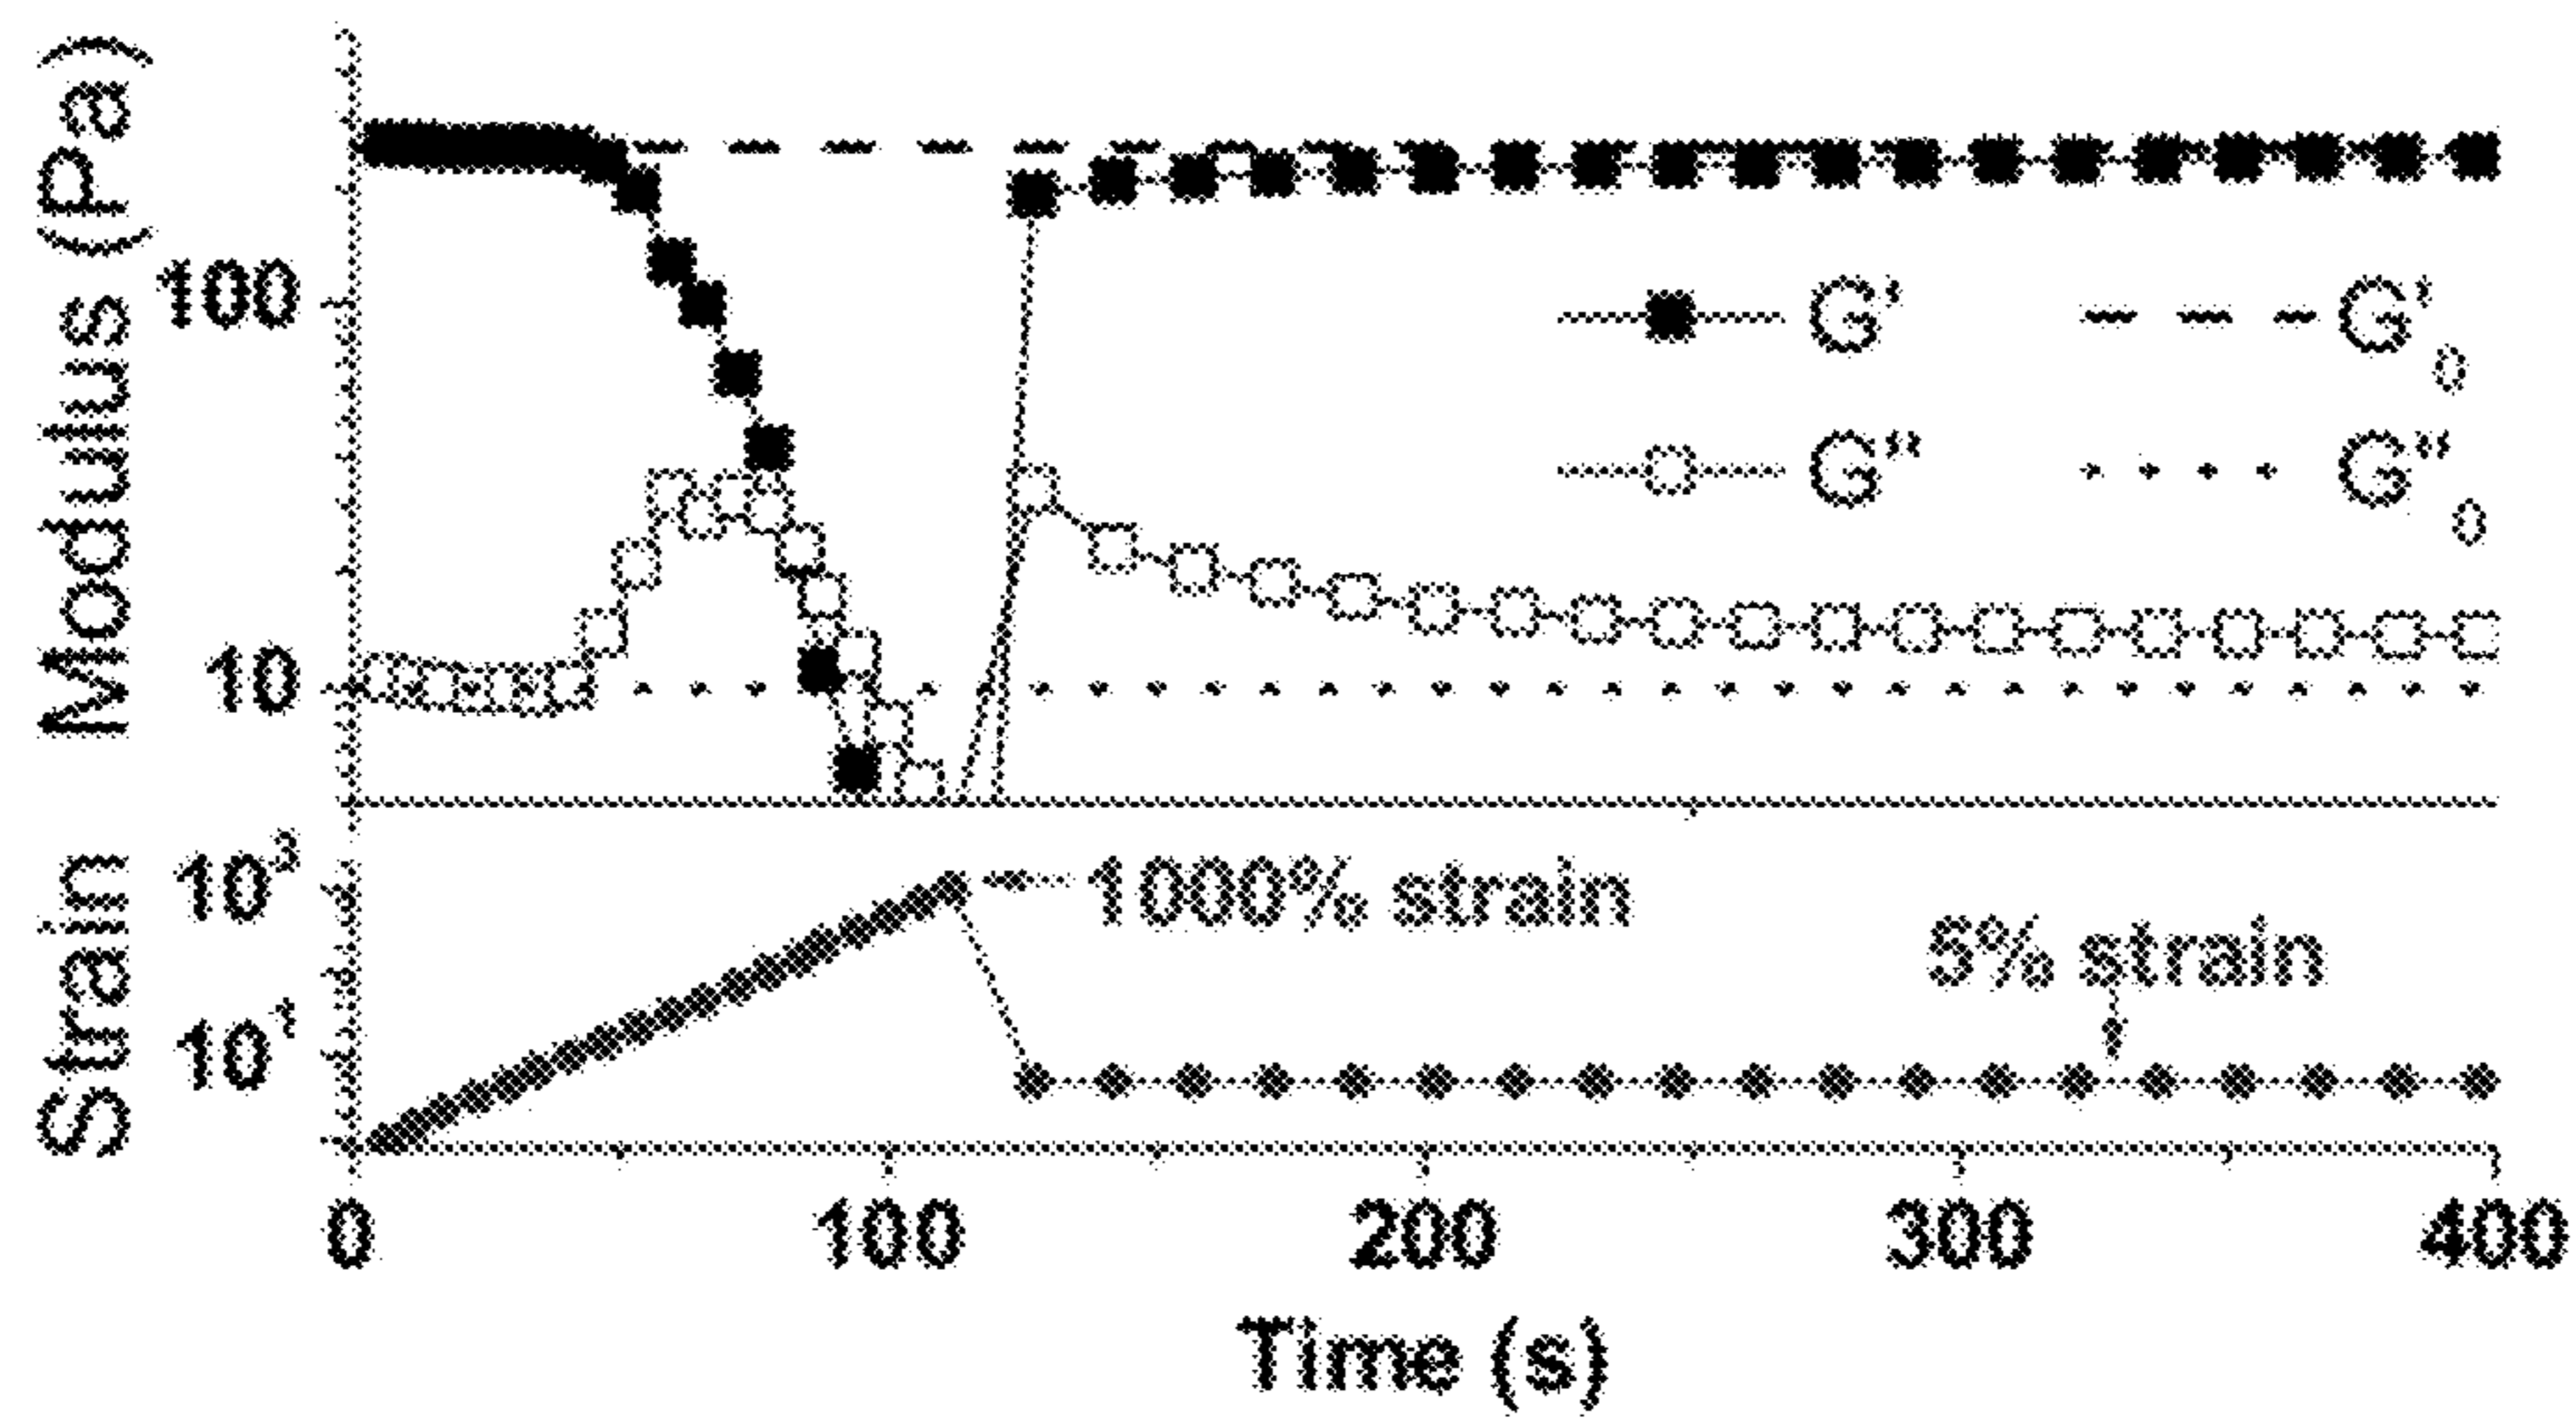 Modulus (Pa)
100
10
G' G'0
G" G"0
Strain
10³
10¹
1000% strain
5% strain
0 100 200 300 400
Time (s)